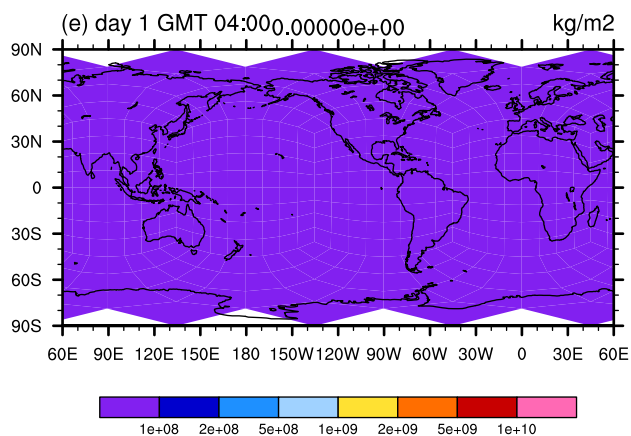 (e) day 1 GMT 04:00 0.00000e+00 kg/m2
90N
60N
30N
0
30S
60S
90S
60E 90E 120E 150E 180 150W 120W 90W 60W 30W 0 30E 60E
1e+08 2e+08 5e+08 1e+09 2e+09 5e+09 1e+10